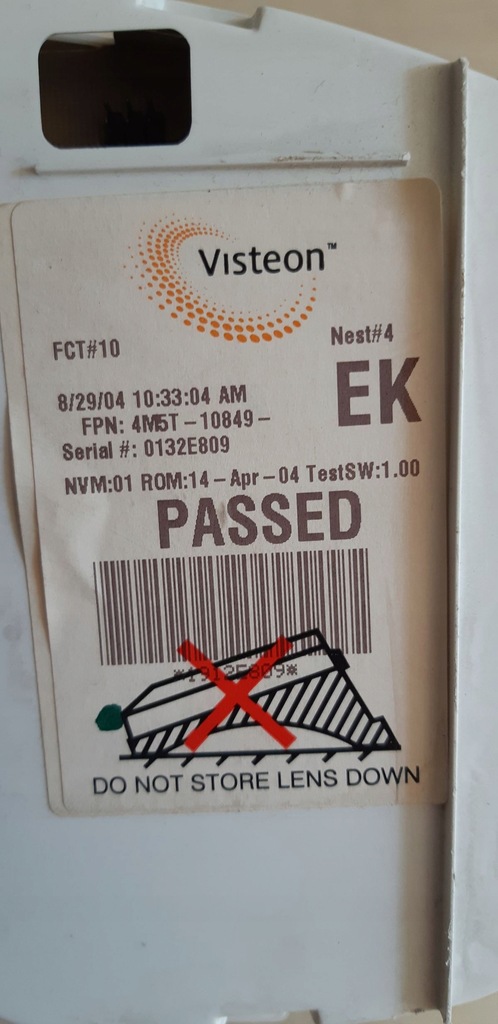 Visteon™
FCT#10
Nest#4
EK
8/29/04 10:33:04 AM
FPN: 4M5T-10849-
Serial #: 0132E809
NVM:01 ROM:14-Apr-04 TestSW:1.00
PASSED
DO NOT STORE LENS DOWN